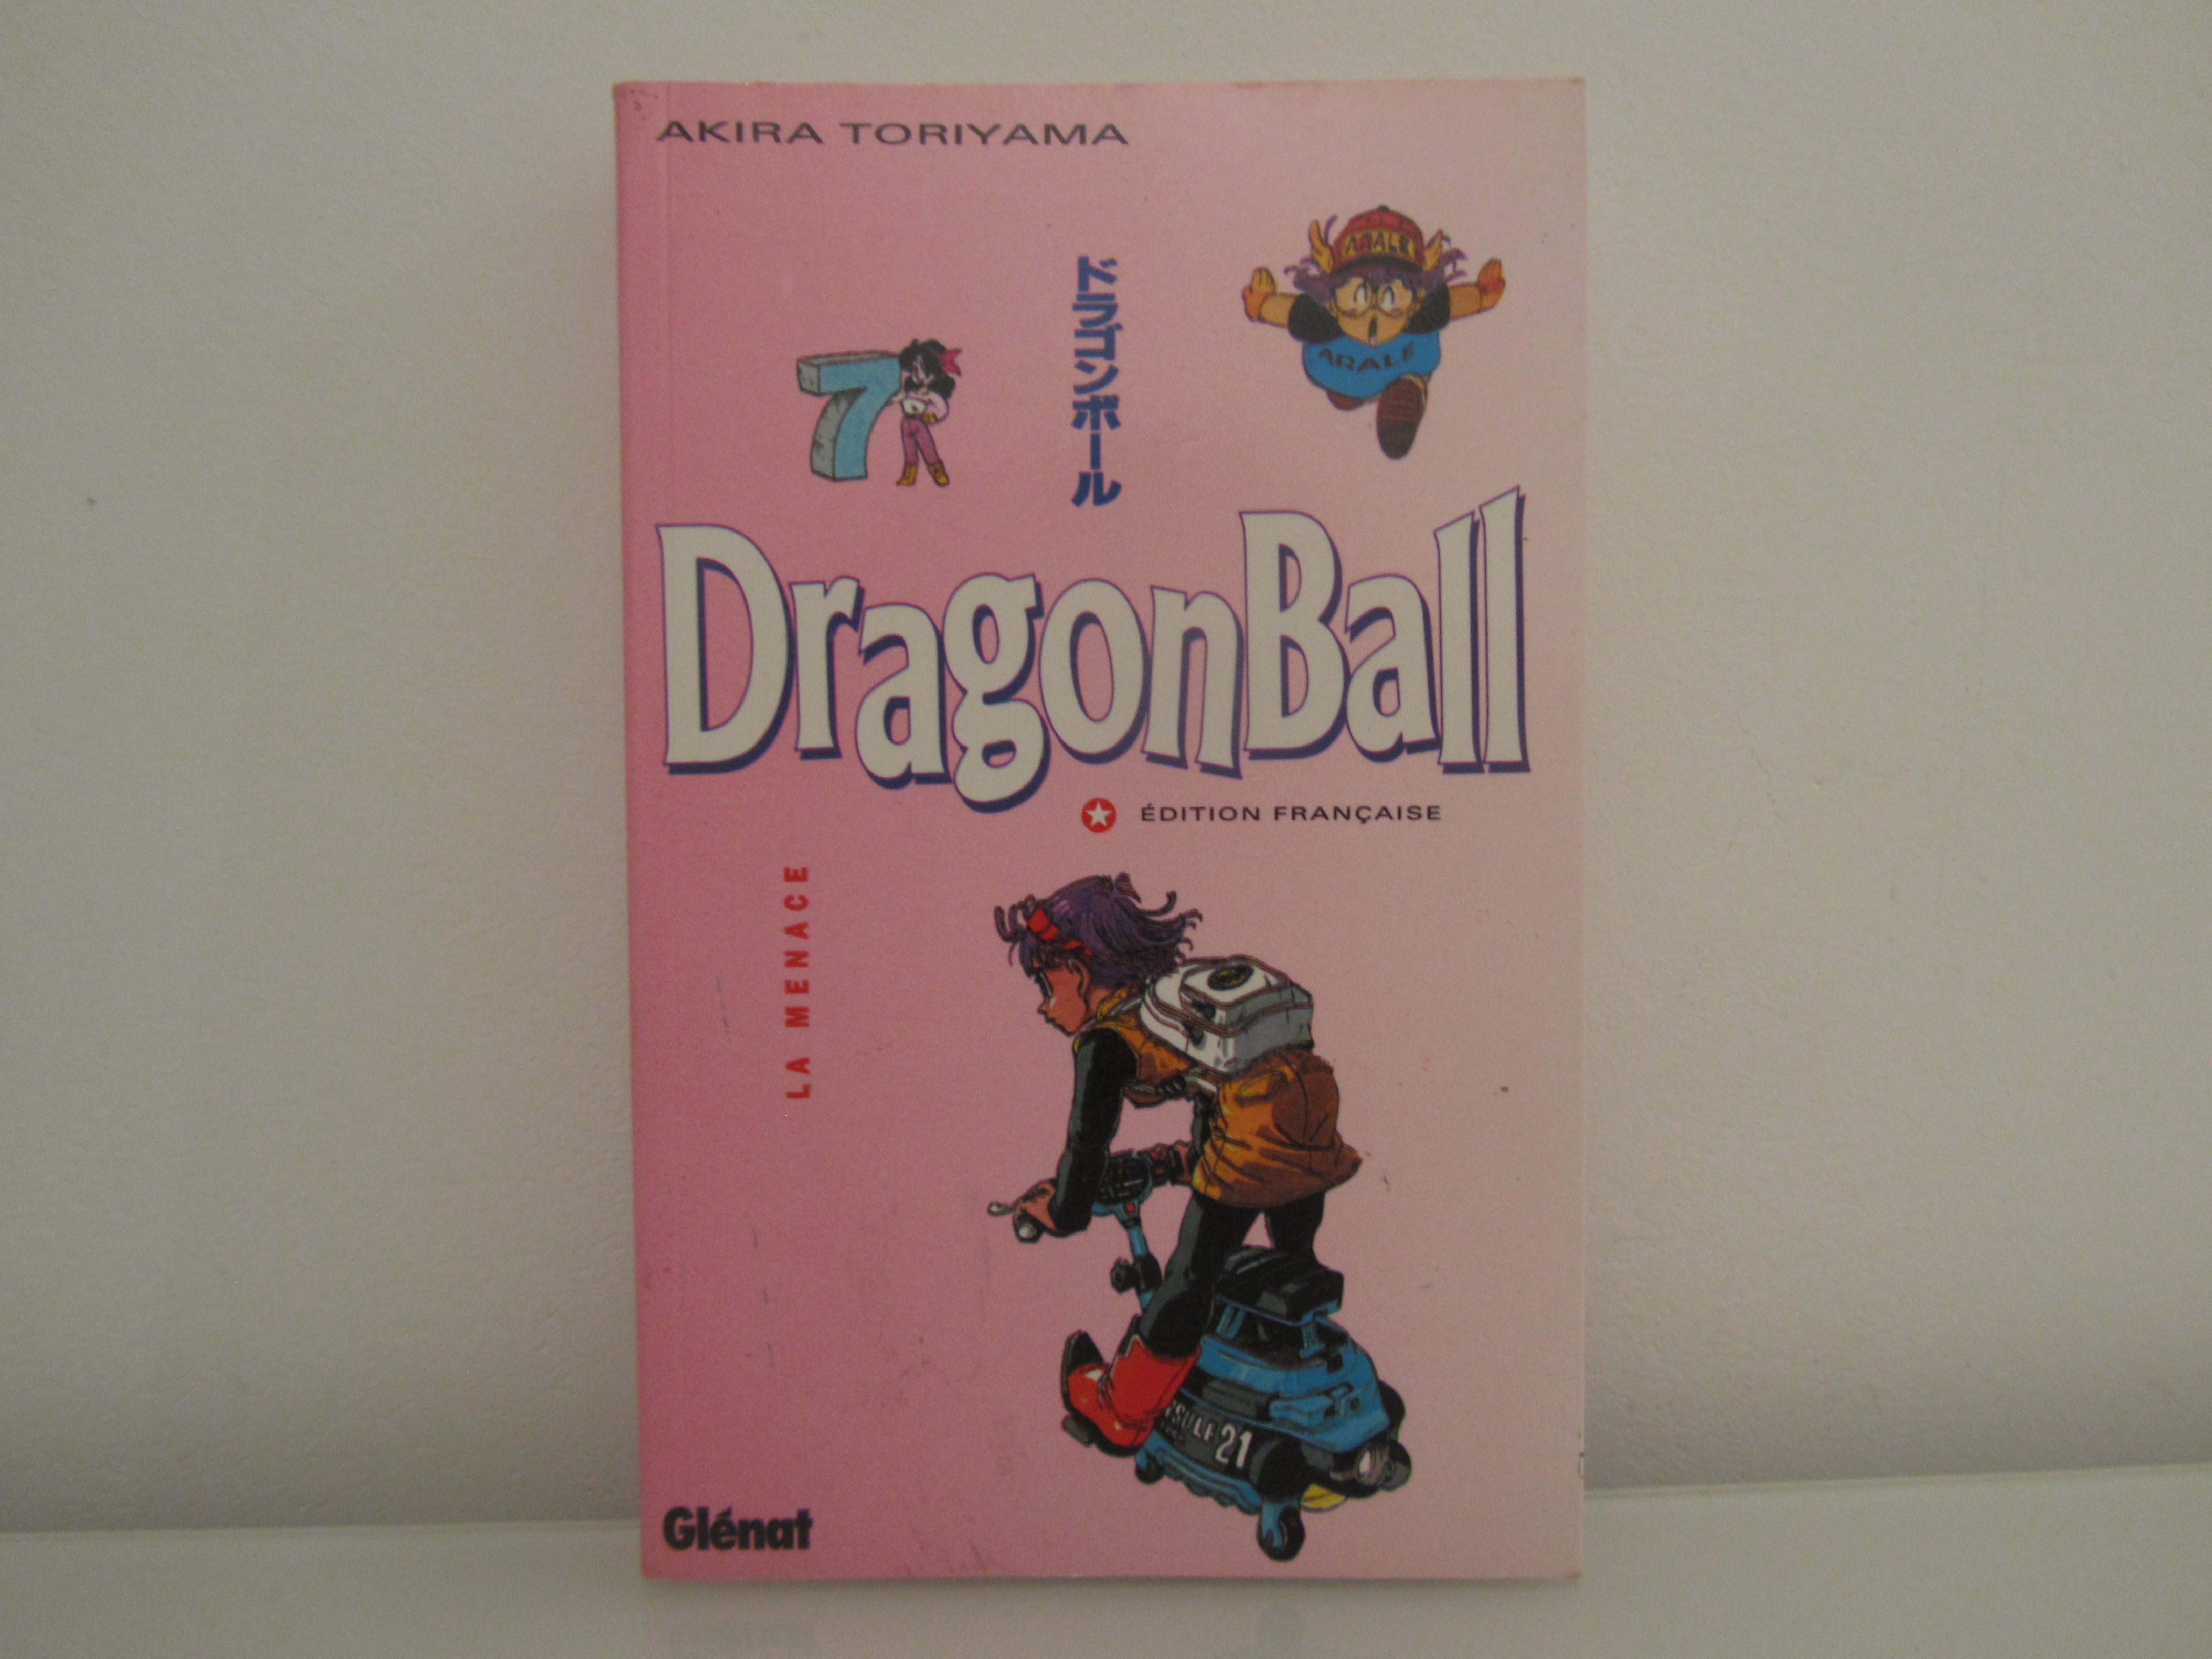 AKIRA TORIYAMA
ARALE
ARALE
7
ドラゴンボール
DragonBall
ÉDITION FRANÇAISE
LA MENACE
21
Glénat